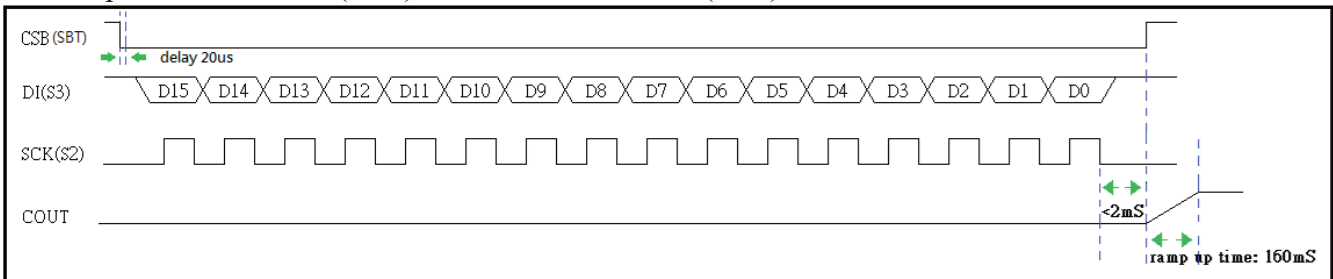 CSB (SBT)
delay 20us
DI(S3) D15 D14 D13 D12 D11 D10 D9 D8 D7 D6 D5 D4 D3 D2 D1 D0
SCK(S2)
COUT
<2mS
ramp up time: 160mS